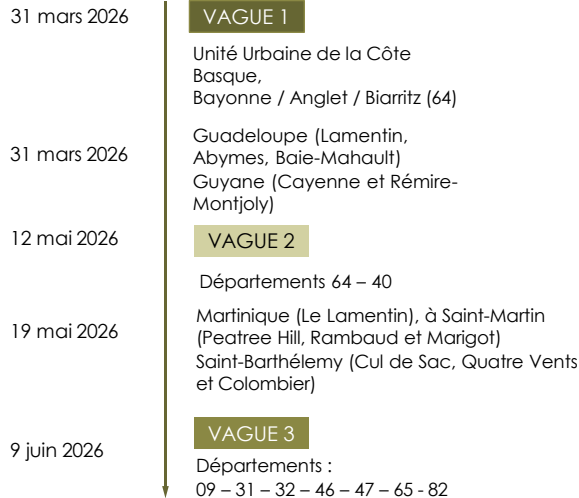 31 mars 2026
VAGUE 1
Unité Urbaine de la Côte
Basque,
Bayonne / Anglet / Biarritz (64)
31 mars 2026
Guadeloupe (Lamentin,
Abymes, Baie-Mahault)
Guyane (Cayenne et Rémire-
Montjoly)
12 mai 2026
VAGUE 2
Départements 64 – 40
19 mai 2026
Martinique (Le Lamentin), à Saint-Martin
(Peatree Hill, Rambaud et Marigot)
Saint-Barthélemy (Cul de Sac, Quatre Vents
et Colombier)
9 juin 2026
VAGUE 3
Départements :
09 – 31 – 32 – 46 – 47 – 65 - 82